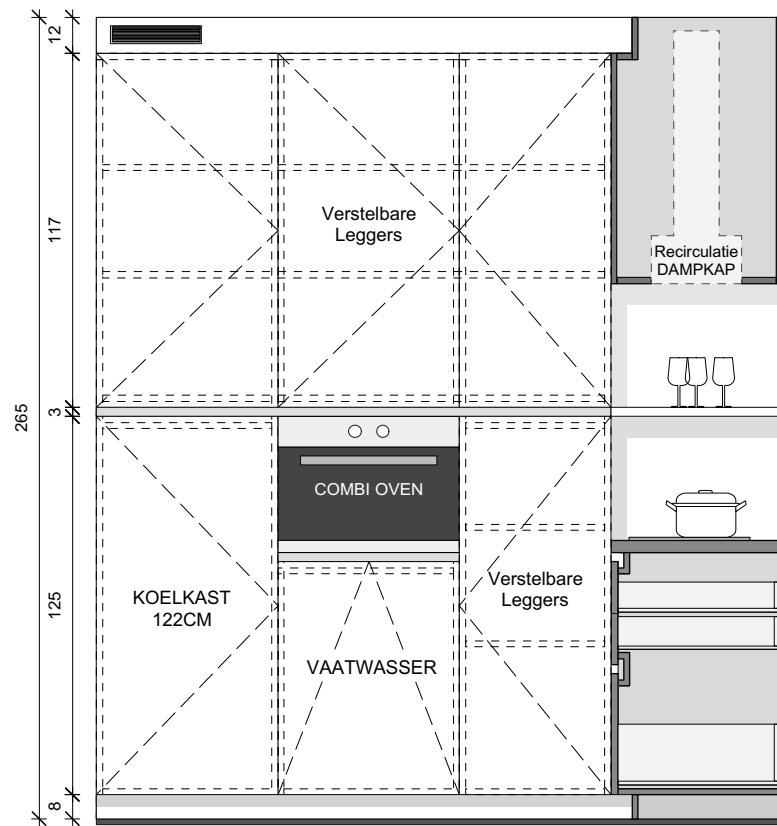 12
117
265
3
125
8
Verstelbare
Leggers
Recirculatie
DAMPKAP
COMBI OVEN
KOELKAST
122CM
Verstelbare
Leggers
VAATWASSER